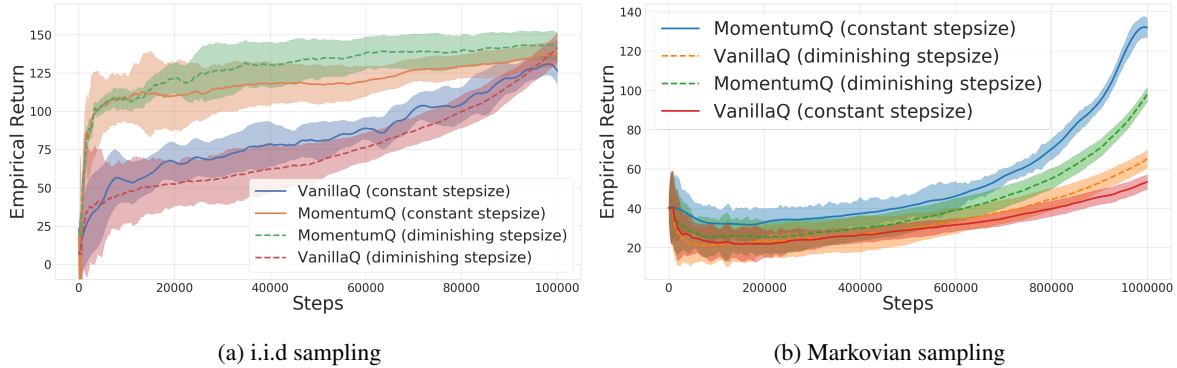 Empirical Return
150
125
100
75
50
25
0
VanillaQ (constant stepsize)
MomentumQ (constant stepsize)
MomentumQ (diminishing stepsize)
VanillaQ (diminishing stepsize)
0 20000 40000 60000 80000 100000
Steps
(a) i.i.d sampling
Empirical Return
140
120
100
80
60
40
20
MomentumQ (constant stepsize)
VanillaQ (diminishing stepsize)
MomentumQ (diminishing stepsize)
VanillaQ (constant stepsize)
0 200000 400000 600000 800000 1000000
Steps
(b) Markovian sampling